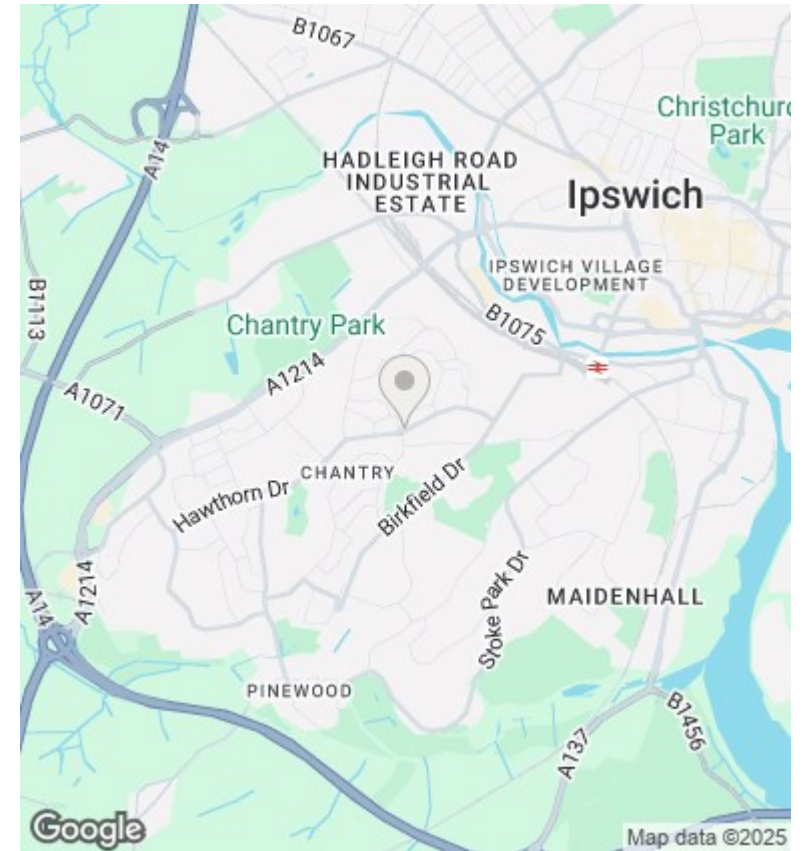 B1067
Christchurc
Park
A14
HADLEIGH ROAD
INDUSTRIAL
ESTATE
Ipswich
IPSWICH VILLAGE
DEVELOPMENT
B1113
Chantry Park
B1075
A1214
A1071
CHANTRY
Hawthorn Dr
Birkfield Dr
A1214
Stoke Park Dr
MAIDENHALL
A14
PINEWOOD
B1456
A137
Google
Map data ©2025